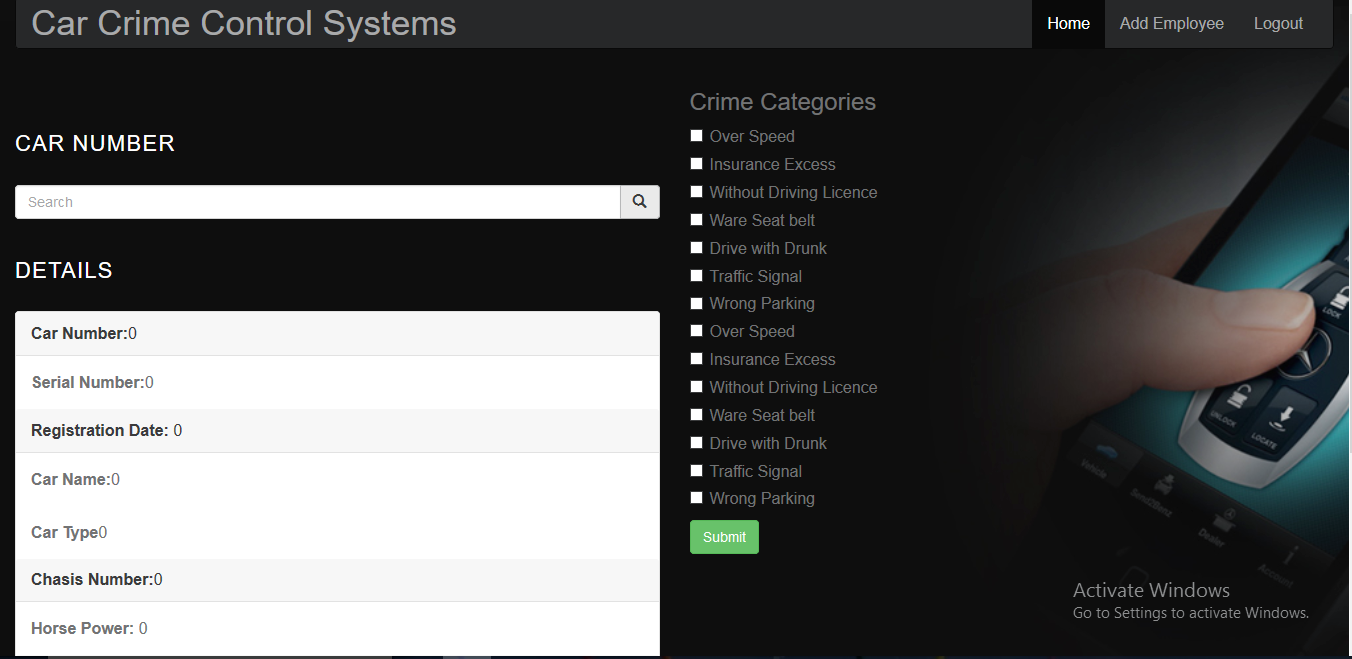 Car Crime Control Systems
Home
Add Employee
Logout
CAR NUMBER
Search
DETAILS
Car Number:0
Serial Number:0
Registration Date: 0
Car Name:0
Car Type0
Chasis Number:0
Horse Power: 0
Crime Categories
Over Speed
Insurance Excess
Without Driving Licence
Ware Seat belt
Drive with Drunk
Traffic Signal
Wrong Parking
Over Speed
Insurance Excess
Without Driving Licence
Ware Seat belt
Drive with Drunk
Traffic Signal
Wrong Parking
Submit
LOCK
UNLOCK
LOCATE
Vehicle
Send2Benz
Dealer
Account
Activate Windows
Go to Settings to activate Windows.